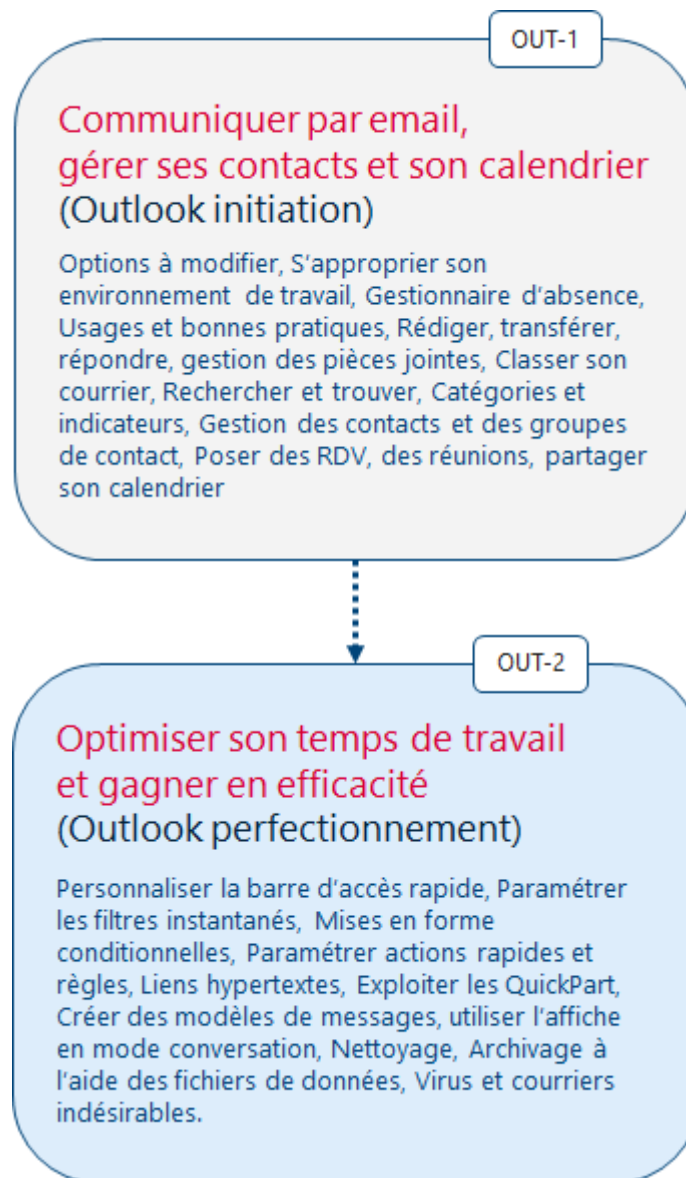 OUT-1
Communiquer par email,
gérer ses contacts et son calendrier
(Outlook initiation)
Options à modifier, S'approprier son
environnement de travail, Gestionnaire d'absence,
Usages et bonnes pratiques, Rédiger, transférer,
répondre, gestion des pièces jointes, Classer son
courrier, Rechercher et trouver, Catégories et
indicateurs, Gestion des contacts et des groupes
de contact, Poser des RDV, des réunions, partager
son calendrier
OUT-2
Optimiser son temps de travail
et gagner en efficacité
(Outlook perfectionnement)
Personnaliser la barre d'accès rapide, Paramétrer
les filtres instantanés, Mises en forme
conditionnelles, Paramétrer actions rapides et
règles, Liens hypertextes, Exploiter les QuickPart,
Créer des modèles de messages, utiliser l'affiche
en mode conversation, Nettoyage, Archivage à
l'aide des fichiers de données, Virus et courriers
indésirables.